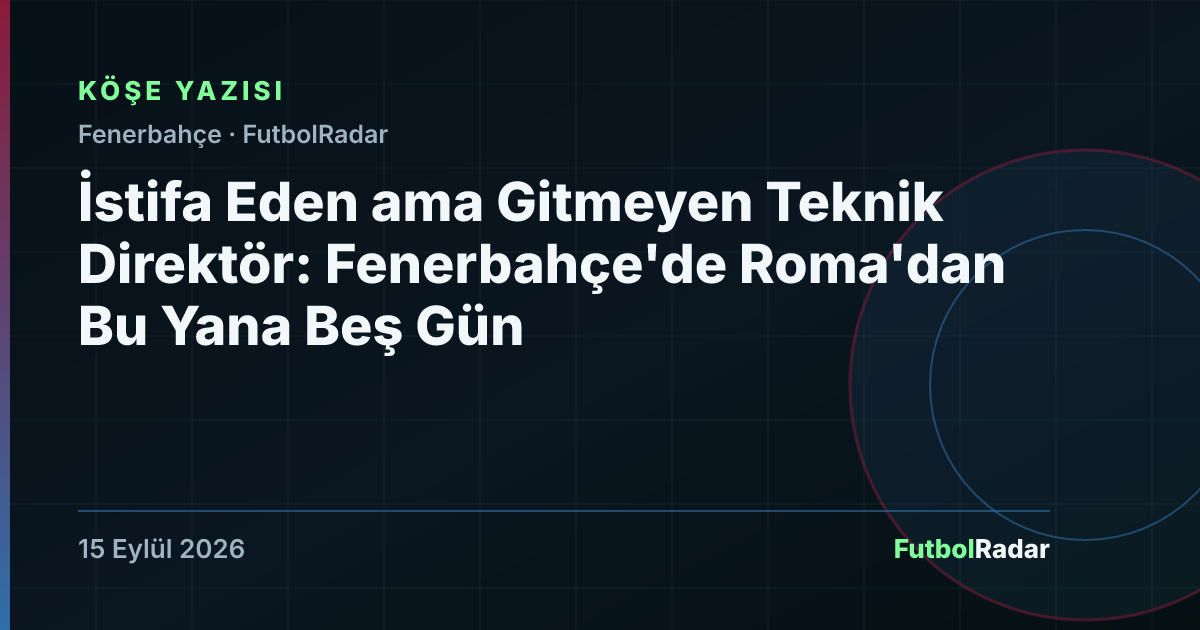 KÖŞE YAZISI
Fenerbahçe · FutbolRadar
İstifa Eden ama Gitmeyen Teknik
Direktör: Fenerbahçe'de Roma'dan
Bu Yana Beş Gün
15 Eylül 2026
FutbolRadar